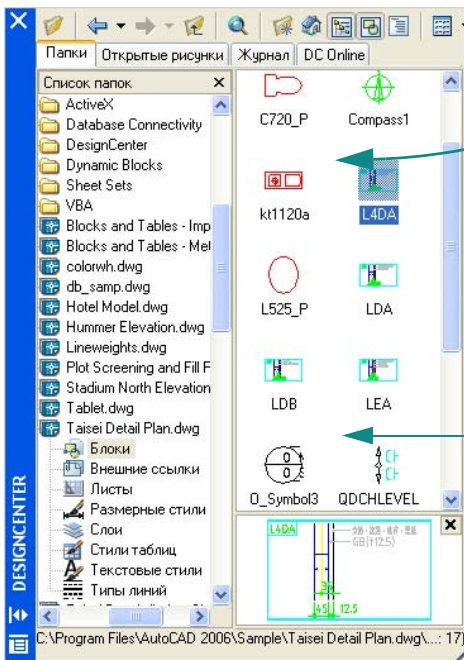 Папки Открытые рисунки Журнал DC Online
Список папок
ActiveX
Database Connectivity
DesignCenter
Dynamic Blocks
Sheet Sets
VBA
Blocks and Tables - Imp
Blocks and Tables - Met
colorwh.dwg
db_samp.dwg
Hotel Model.dwg
Hummer Elevation.dwg
Lineweights.dwg
Plot Screening and Fill F
Stadium North Elevation
Tablet.dwg
Taisei Detail Plan.dwg
Блоки
Внешние ссылки
Листы
Размерные стили
Слои
Стили таблиц
Текстовые стили
Типы линий
C720_P Compass1
kt1120a L4DA
L525_P LDA
LDB LEA
O_Symbol3 QDCHLEVEL
L4DA
GB(t12.5)
45 12.5
DESIGNCENTER
C:\Program Files\AutoCAD 2006\Sample\Taisei Detail Plan.dwg\...: 17)